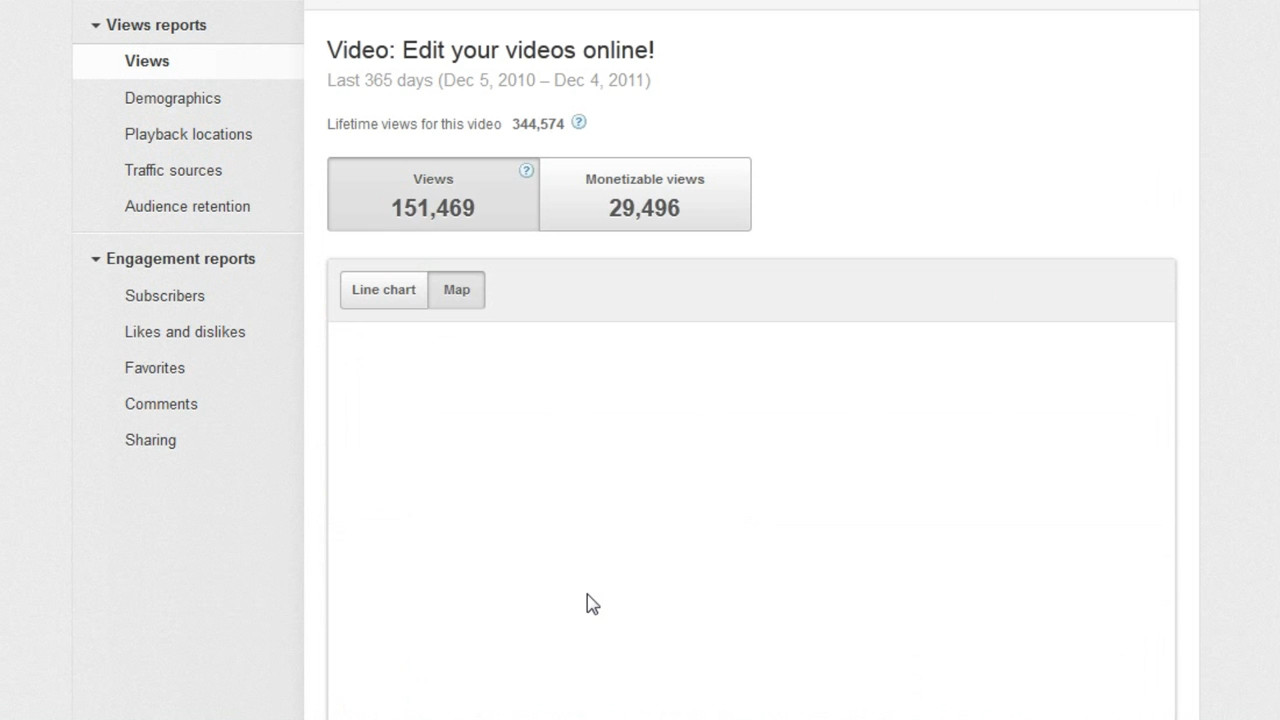 Views reports
Views
Demographics
Playback locations
Traffic sources
Audience retention
Engagement reports
Subscribers
Likes and dislikes
Favorites
Comments
Sharing
Video: Edit your videos online!
Last 365 days (Dec 5, 2010 – Dec 4, 2011)
Lifetime views for this video 344,574 ?
Views ?
151,469
Monetizable views
29,496
Line chart
Map